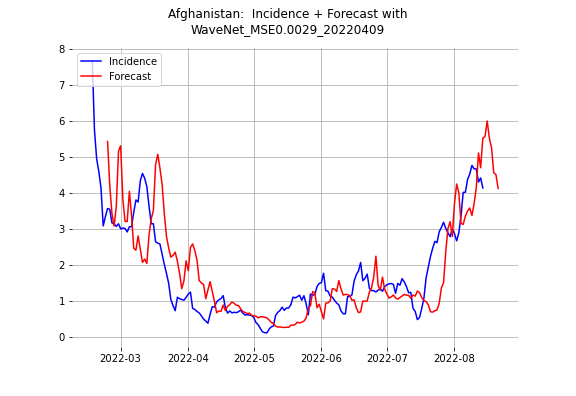 Afghanistan:  Incidence + Forecast with
WaveNet_MSE0.0029_20220409
Incidence
Forecast
8
7
6
5
4
3
2
1
0
2022-03 2022-04 2022-05 2022-06 2022-07 2022-08